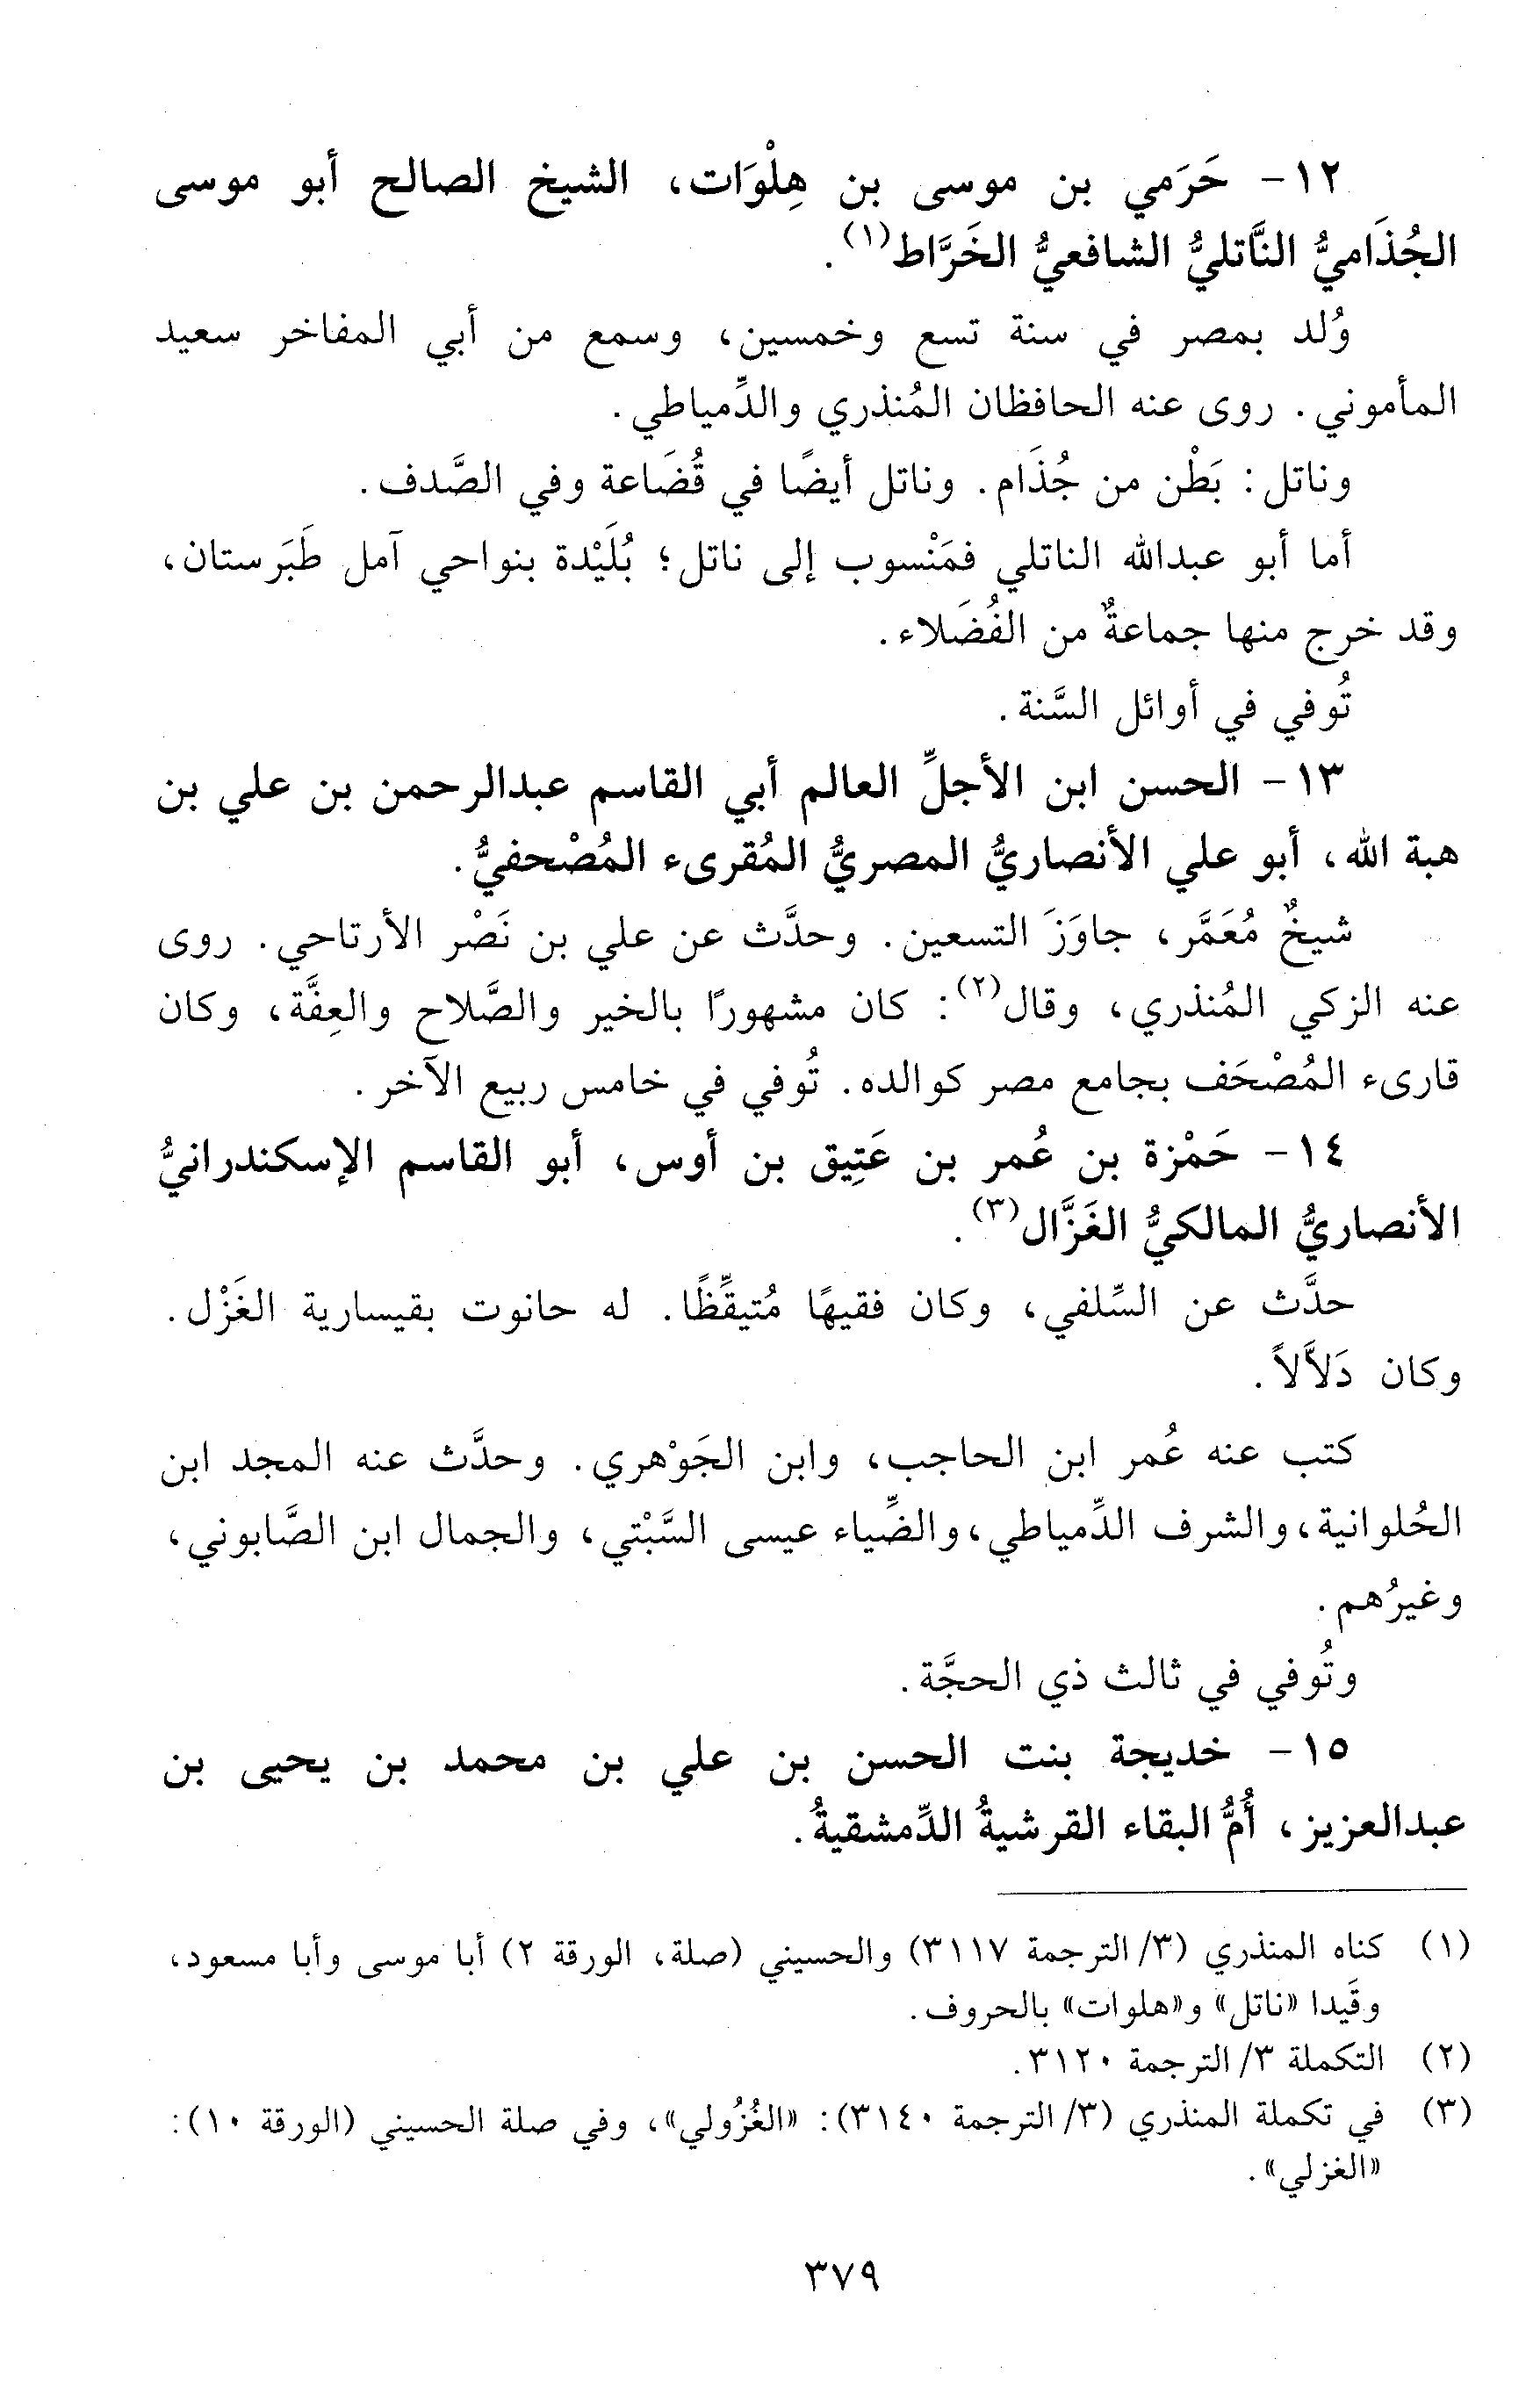 ١٢- حَرَمي بن موسى بن هِلْوَات، الشيخ الصالح أبو موسى
الجُذَاميُّ النَّاتليُّ الشافعيُّ الخَرَّاط(١).
وُلد بمصر في سنة تسع وخمسين، وسمع من أبي المفاخر سعيد
المأموني. روى عنه الحافظان المُنذري والدِّمياطي.
وناتل: بَطْن من جُذَام. وناتل أيضًا في قُضَاعة وفي الصَّدف.
أما أبو عبدالله الناتلي فمَنْسوب إلى ناتل؛ بُلَيْدة بنواحي آمل طَبَرستان،
وقد خرج منها جماعةٌ من الفُضَلاء.
تُوفي في أوائل السَّنة.
١٣- الحسن ابن الأجلِّ العالم أبي القاسم عبدالرحمن بن علي بن
هبة الله، أبو علي الأنصاريُّ المصريُّ المُقرىء المُصْحفيُّ.
شيخٌ مُعَمَّر، جاوَزَ التسعين. وحدَّث عن علي بن نَصْر الأرتاحي. روى
عنه الزكي المُنذري، وقال(٢): كان مشهورًا بالخير والصَّلاح والعِفَّة، وكان
قارىء المُصْحَف بجامع مصر كوالده. تُوفي في خامس ربيع الآخر.
١٤- حَمْزة بن عُمر بن عَتِيق بن أوس، أبو القاسم الإسكندرانيُّ
الأنصاريُّ المالكيُّ الغَزَّال(٣).
حدَّث عن السِّلفي، وكان فقيهًا مُتيقِّظًا. له حانوت بقيسارية الغَزْل.
وكان دَلاَّلاً.
كتب عنه عُمر ابن الحاجب، وابن الجَوْهري. وحدَّث عنه المجد ابن
الحُلوانية، والشرف الدِّمياطي، والضِّياء عيسى السَّبْتي، والجمال ابن الصَّابوني،
وغيرُهم.
وتُوفي في ثالث ذي الحجَّة.
١٥- خديجة بنت الحسن بن علي بن محمد بن يحيى بن
عبدالعزيز، أُمُّ البقاء القرشيةُ الدِّمشقيةُ.
(١) كناه المنذري (٣/ الترجمة ٣١١٧) والحسيني (صلة، الورقة ٢) أبا موسى وأبا مسعود،
وقَيدا «ناتل» و«هلوات» بالحروف.
(٢) التكملة ٣/ الترجمة ٣١٢٠.
(٣) في تكملة المنذري (٣/ الترجمة ٣١٤٠): «الغُزُولي»، وفي صلة الحسيني (الورقة ١٠):
«الغزلي».
٣٧٩